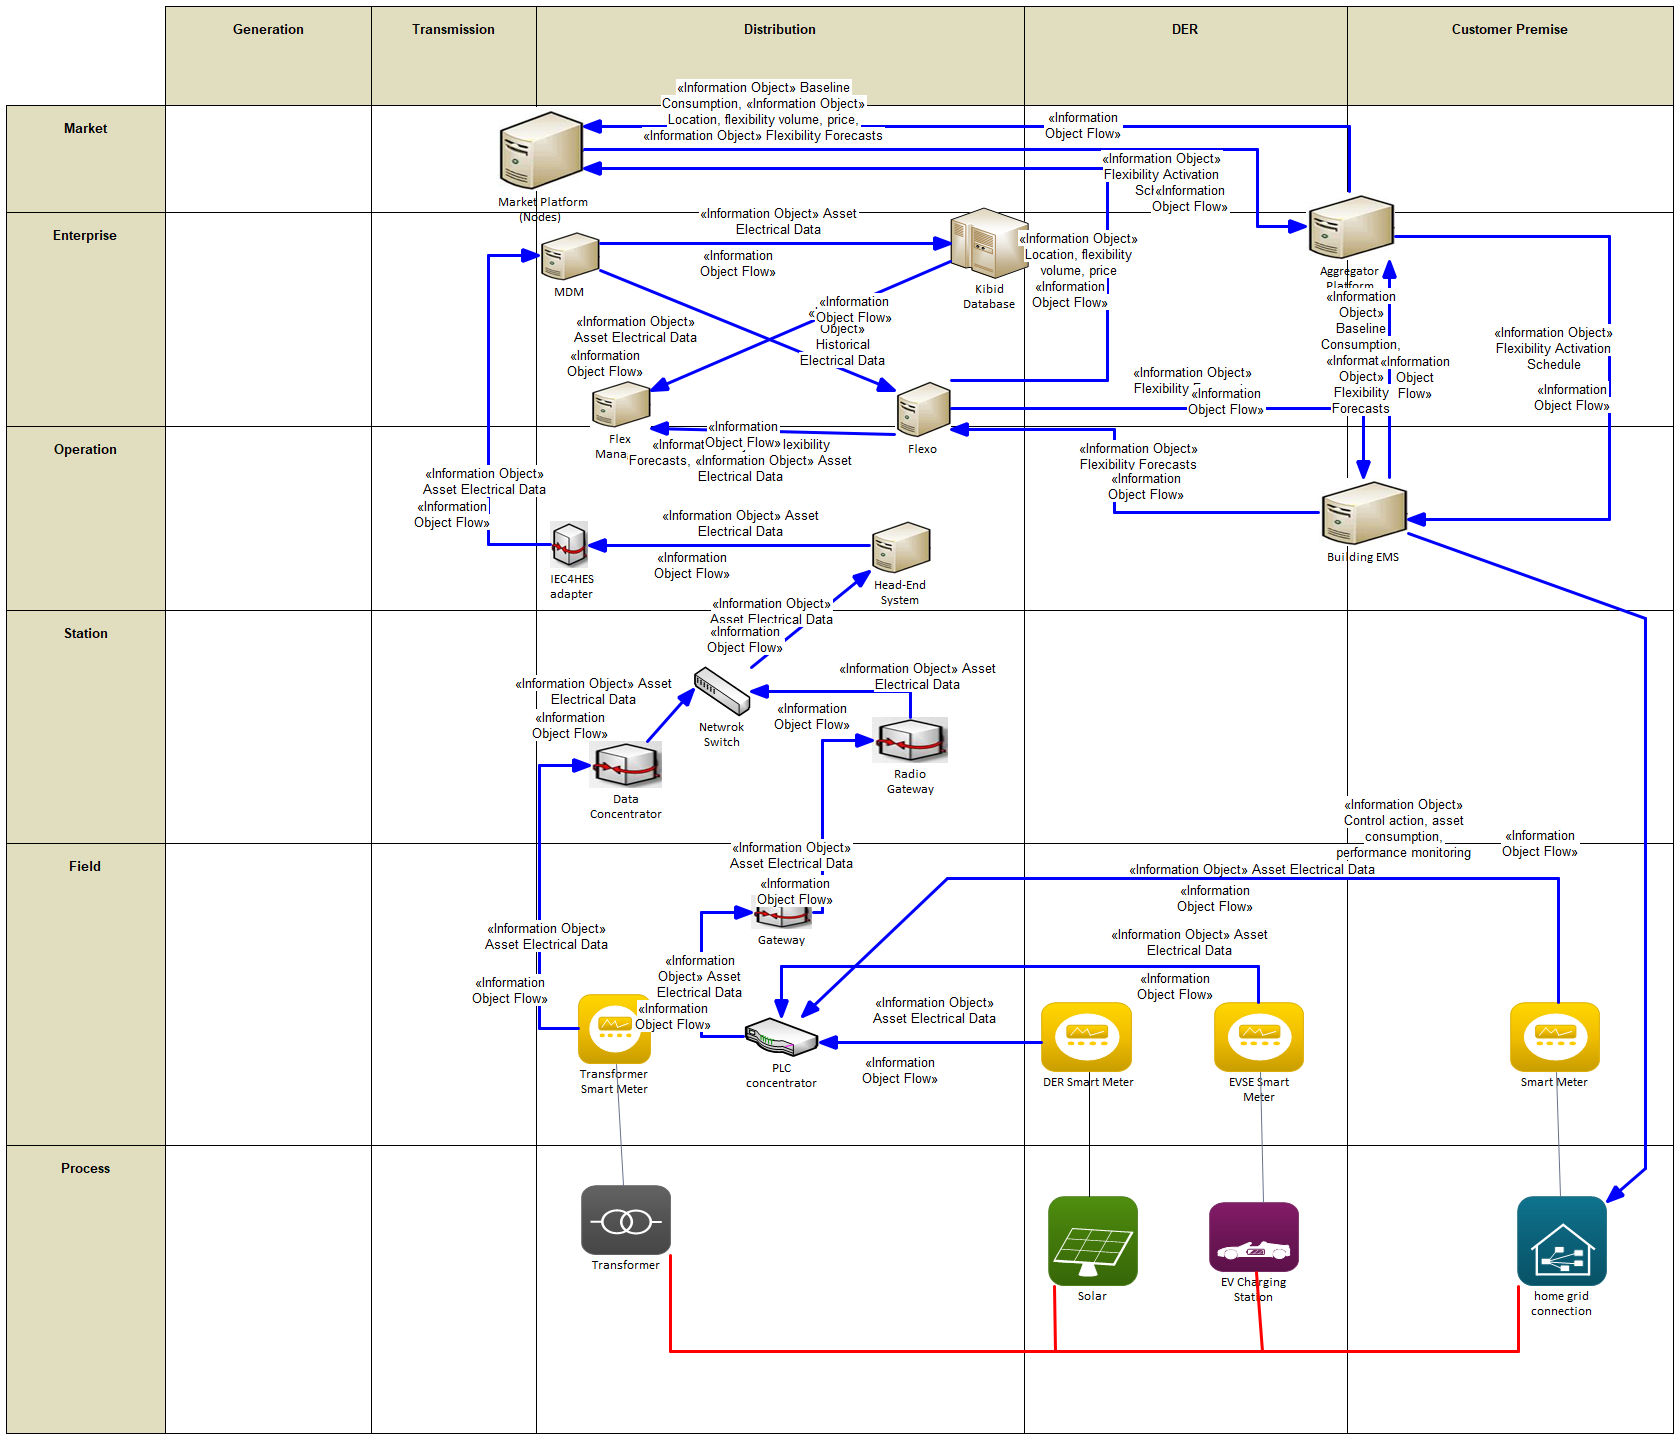 Generation
Transmission
Distribution
DER
Customer Premise
Market
Enterprise
Operation
Station
Field
Process
«Information Object» Baseline
Consumption, «Information Object»
Location, flexibility volume, price,
«Information Object» Flexibility Forecasts
«Information
Object Flow»
Market Platform
(Nodes)
«Information Object»
Flexibility Activation
«Information
Object Flow»
«Information Object» Asset
Electrical Data
«Information
Object Flow»
MDM
Kibid
Database
«Information Object»
Location, flexibility
volume, price
«Information
Object Flow»
Aggregator
Platform
«Information
Object»
Baseline
Consumption,
Object»
Flexibility
Forecasts
«Information
Object
Flow»
«Information Object»
Flexibility Activation
Schedule
«Information
Object Flow»
«Information Object»
Asset Electrical Data
«Information
Object Flow»
«Information
Object Flow»
Object»
Historical
Electrical Data
«Information Object»
«Information
Object Flow»
Flex
Flexo
«Information
Object Flow»
Forecasts, «Information Object» Asset
Electrical Data
«Information Object»
Flexibility Forecasts
«Information
Object Flow»
Building EMS
«Information Object»
Asset Electrical Data
«Information
Object Flow»
IEC4HES
adapter
«Information Object» Asset
Electrical Data
«Information
Object Flow»
Head-End
System
«Information Object»
Asset Electrical Data
«Information
Object Flow»
«Information Object» Asset
Electrical Data
«Information
Object Flow»
Netwrok
Switch
«Information Object» Asset
Electrical Data
«Information
Object Flow»
Data
Concentrator
Radio
Gateway
«Information Object»
Control action, asset
consumption,
performance monitoring
«Information
Object Flow»
«Information Object»
Asset Electrical Data
«Information
Object Flow»
Gateway
«Information Object» Asset Electrical Data
«Information
Object Flow»
«Information Object»
Asset Electrical Data
«Information
Object Flow»
«Information
Object» Asset
Electrical Data
«Information
Object Flow»
«Information Object» Asset
Electrical Data
«Information
Object Flow»
«Information Object»
Asset Electrical Data
«Information
Object Flow»
Transformer
Smart Meter
PLC
concentrator
DER Smart Meter
EVSE Smart
Meter
Smart Meter
Transformer
Solar
EV Charging
Station
home grid
connection